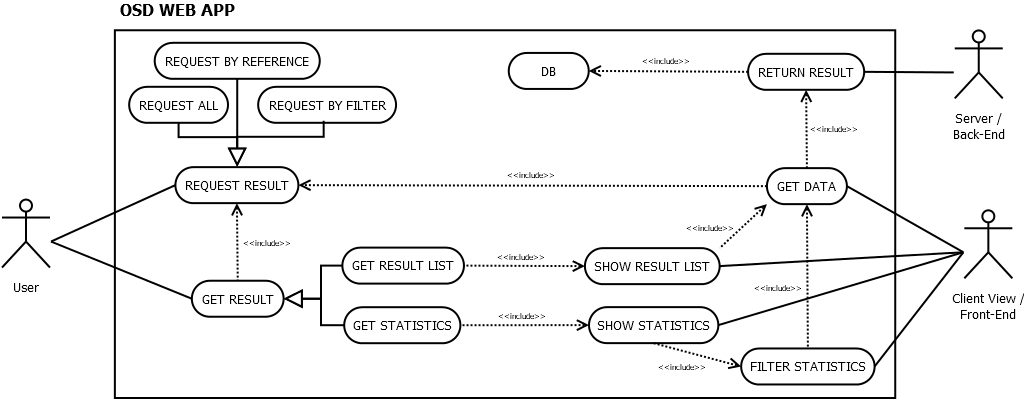 OSD WEB APP
REQUEST BY REFERENCE
REQUEST ALL
REQUEST BY FILTER
DB
<<include>>
RETURN RESULT
Server /
Back-End
<<include>>
REQUEST RESULT
<<include>>
GET DATA
User
<<include>>
<<include>>
GET RESULT LIST
<<include>>
SHOW RESULT LIST
GET RESULT
<<include>>
Client View /
Front-End
GET STATISTICS
<<include>>
SHOW STATISTICS
<<include>>
FILTER STATISTICS